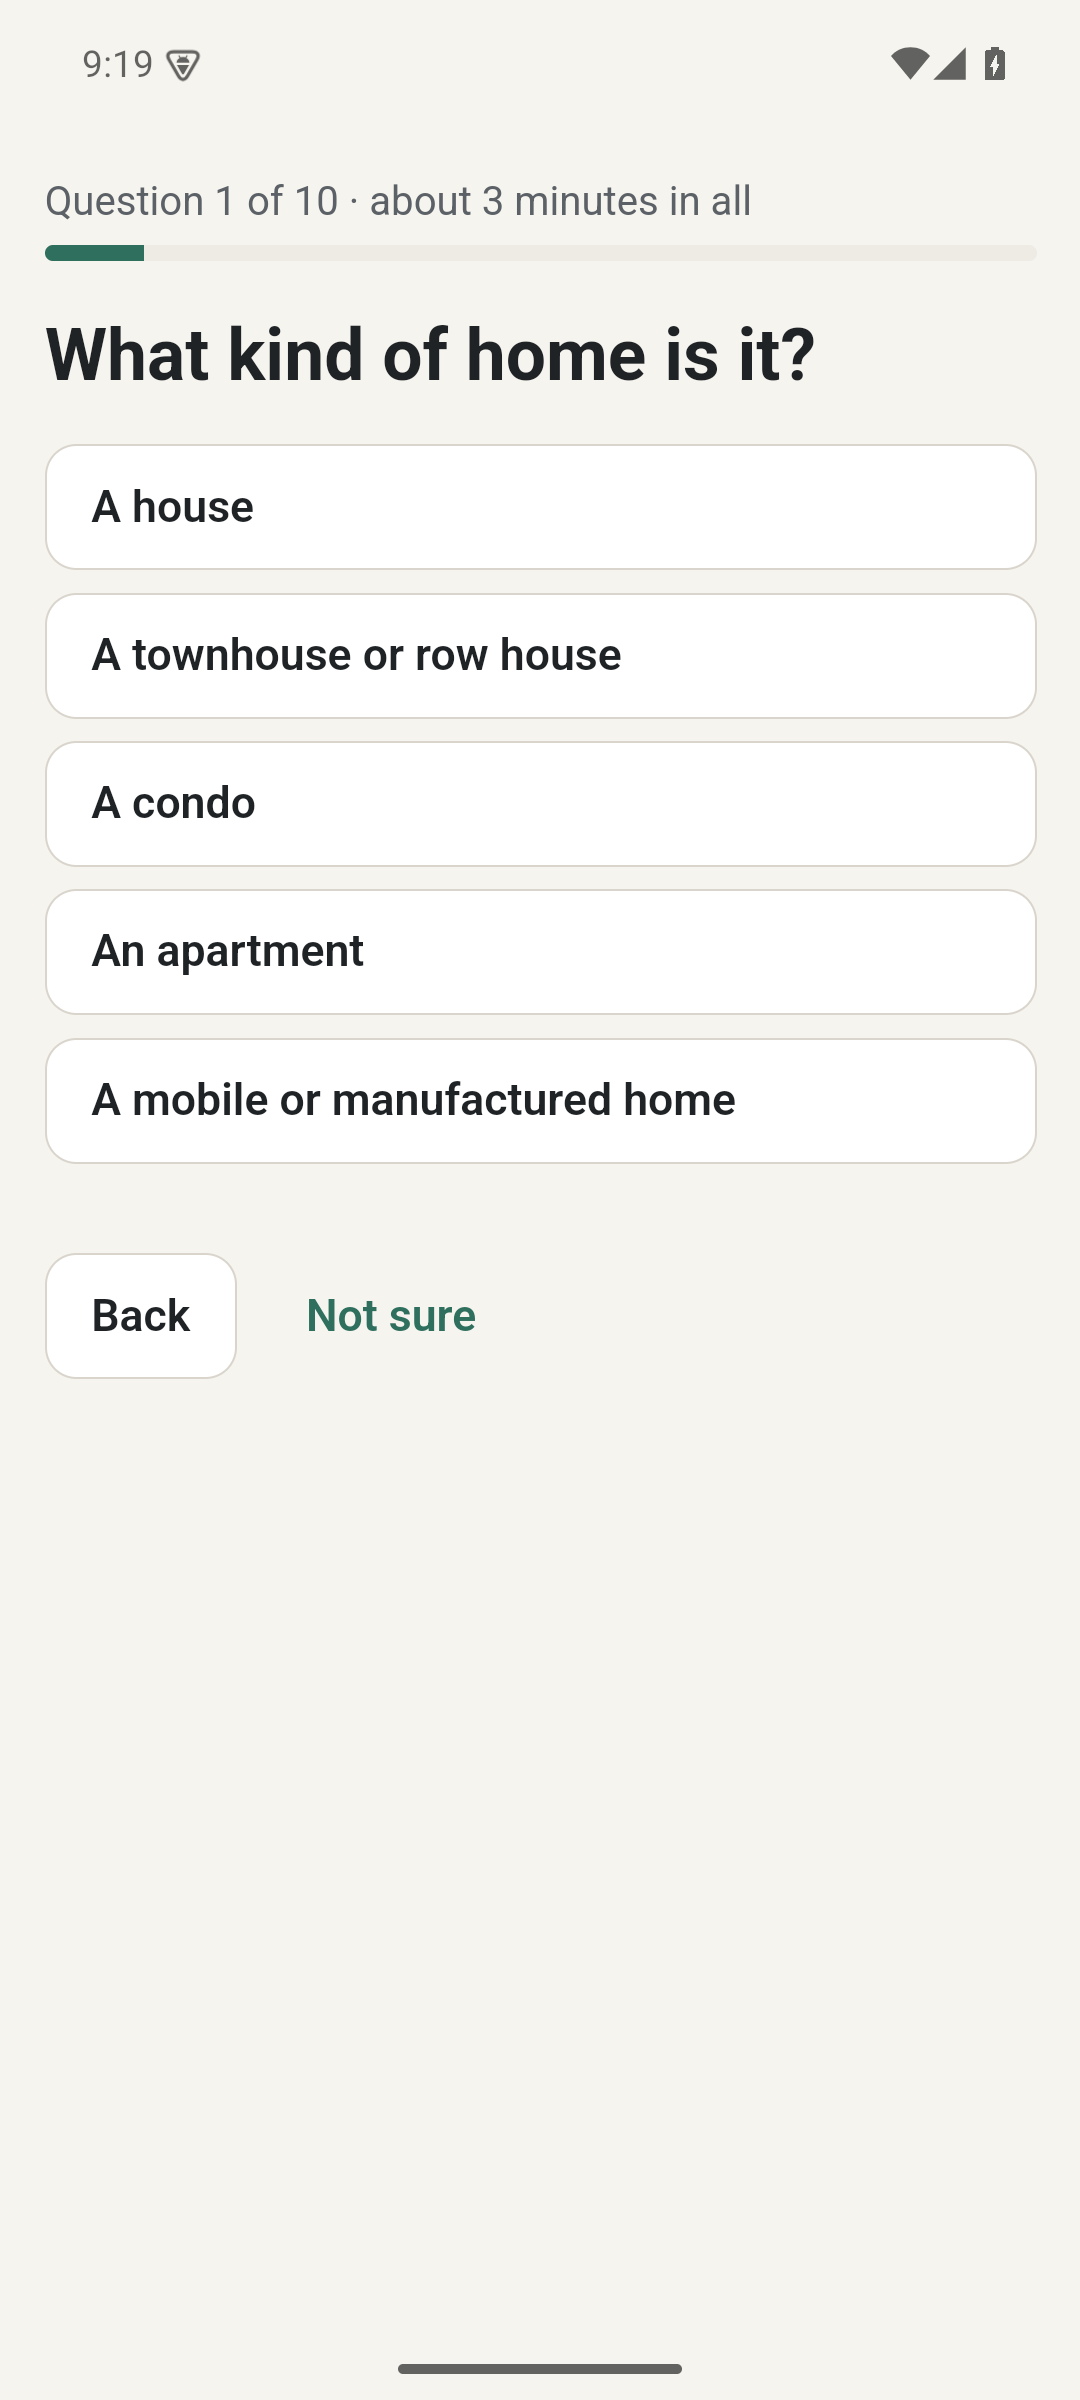 9:19
Question 1 of 10 · about 3 minutes in all
What kind of home is it?
A house
A townhouse or row house
A condo
An apartment
A mobile or manufactured home
Back
Not sure